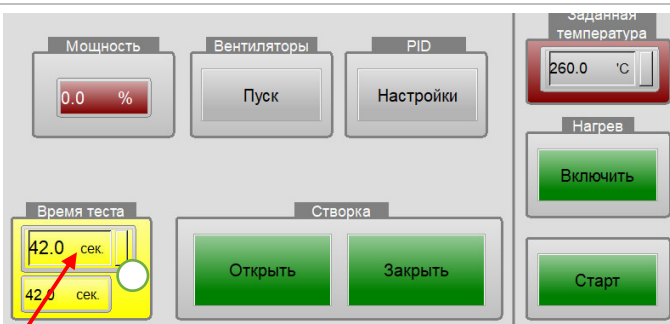 Мощность
0.0 %
Вентиляторы
Пуск
PID
Настройки
Заданная
температура
260.0 'C
Нагрев
Включить
Время теста
42.0 сек.
42.0 сек.
Створка
Открыть
Закрыть
Старт